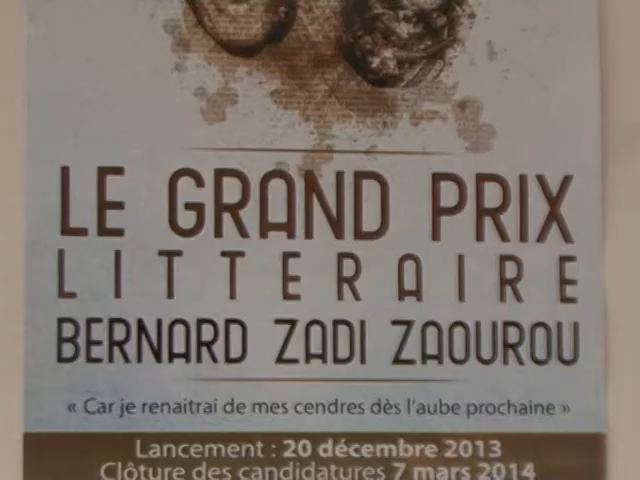 LE GRAND PRIX
LITTERAIRE
BERNARD ZADI ZAOUROU
« Car je renaitrai de mes cendres dès l'aube prochaine »
Lancement : 20 décembre 2013
Clôture des candidatures 7 mars 2014